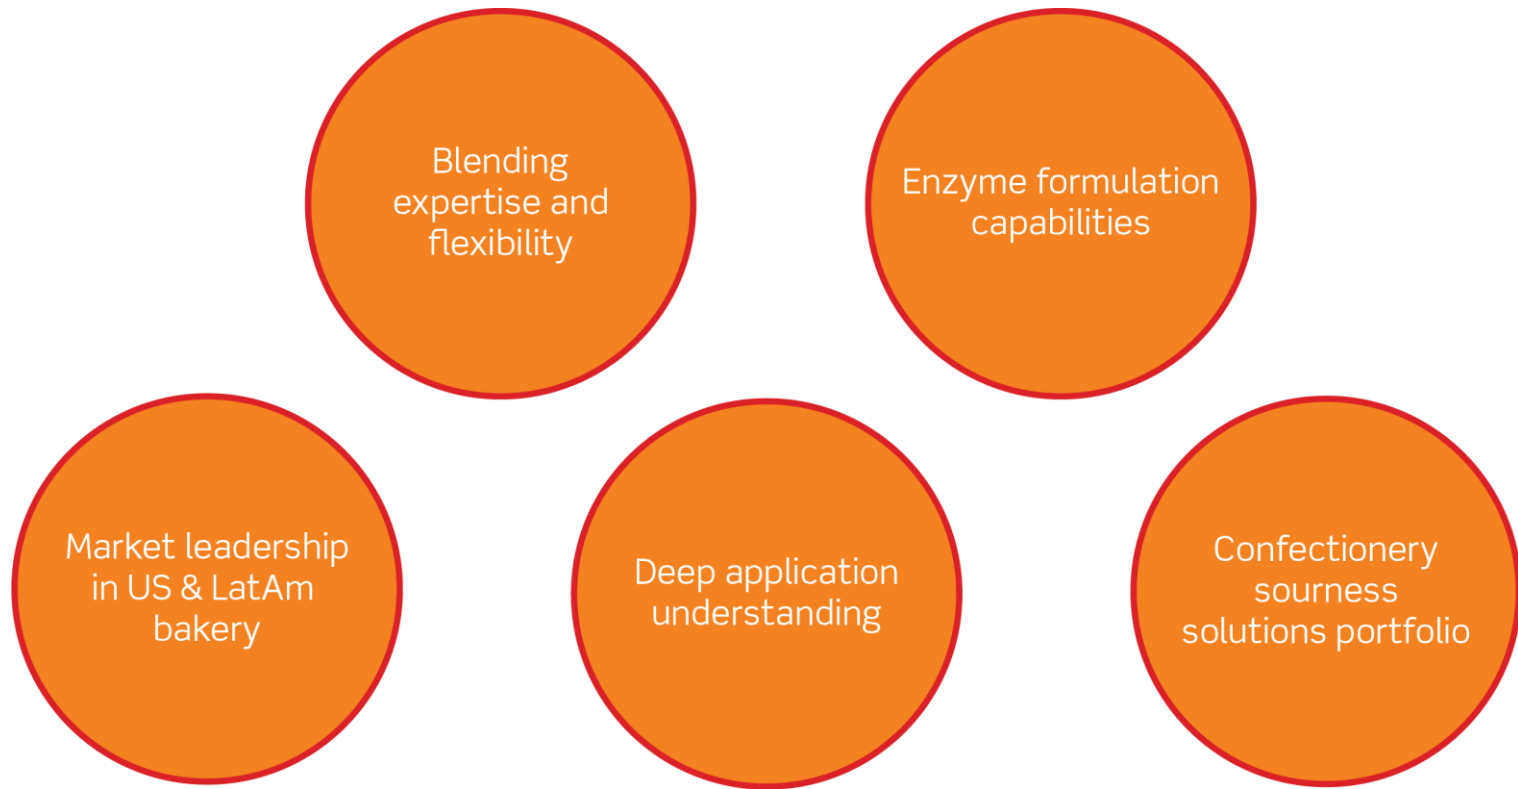 Blending
expertise and
flexibility
Enzyme formulation
capabilities
Market leadership
in US & LatAm
bakery
Deep application
understanding
Confectionery
sourness
solutions portfolio